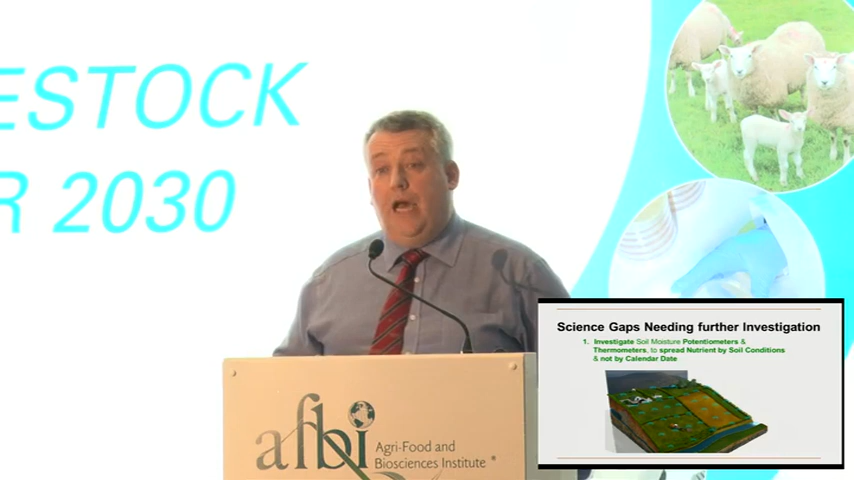 ESTOCK
R 2030
afbi
Agri-Food and
Biosciences Institute
Science Gaps Needing further Investigation
1. Investigate Soil Moisture Potentiometers &
Thermometers, to spread Nutrient by Soil Conditions
& not by Calendar Date